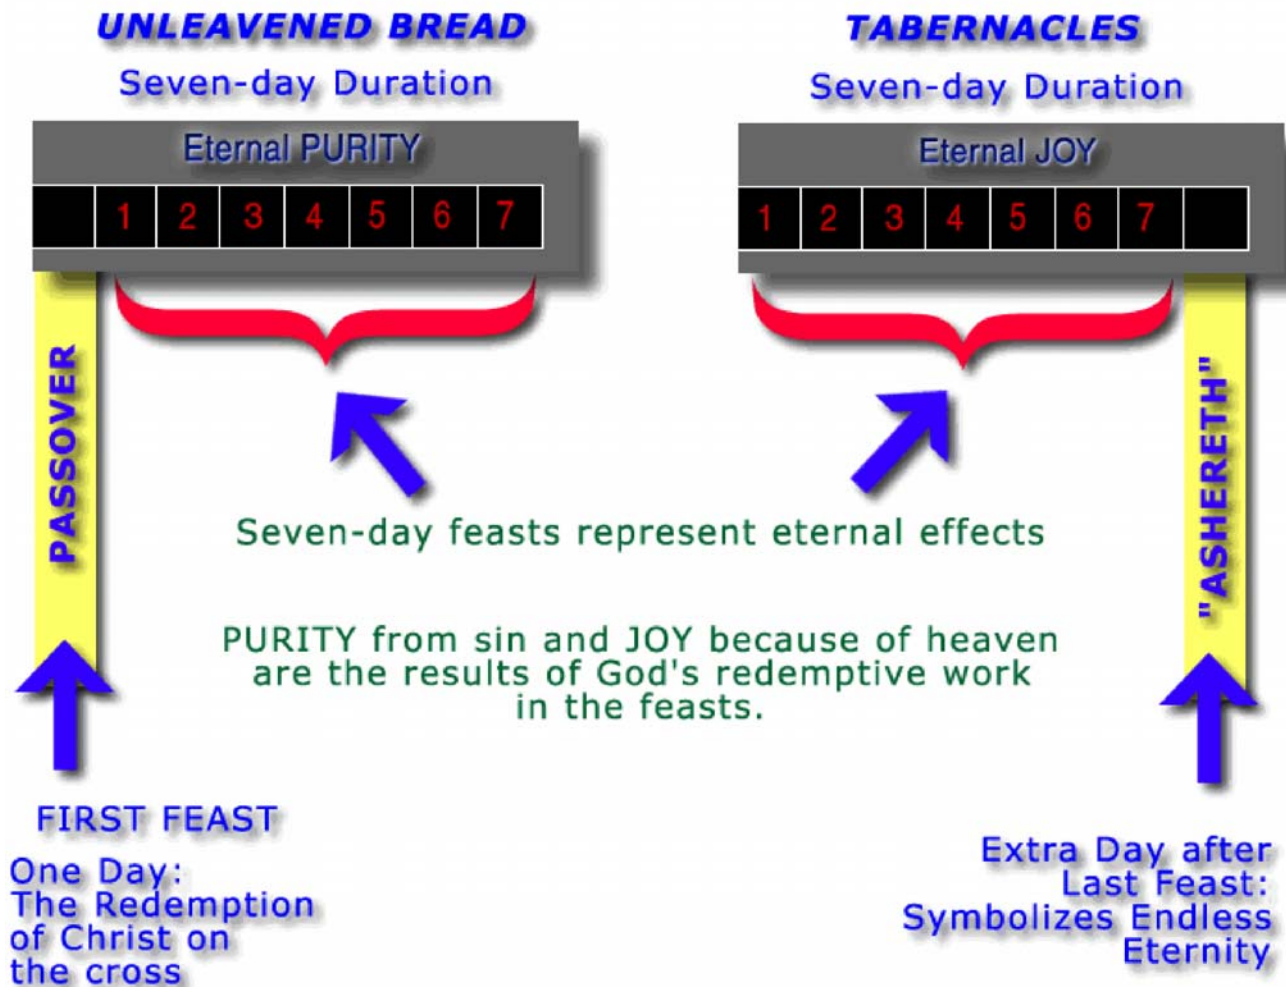 UNLEAVENED BREAD
Seven-day Duration
Eternal PURITY
1 2 3 4 5 6 7
PASSOVER
TABERNACLES
Seven-day Duration
Eternal JOY
1 2 3 4 5 6 7
"ASHERETH"
Seven-day feasts represent eternal effects
PURITY from sin and JOY because of heaven
are the results of God's redemptive work
in the feasts.
FIRST FEAST
One Day:
The Redemption
of Christ on
the cross
Extra Day after
Last Feast:
Symbolizes Endless
Eternity